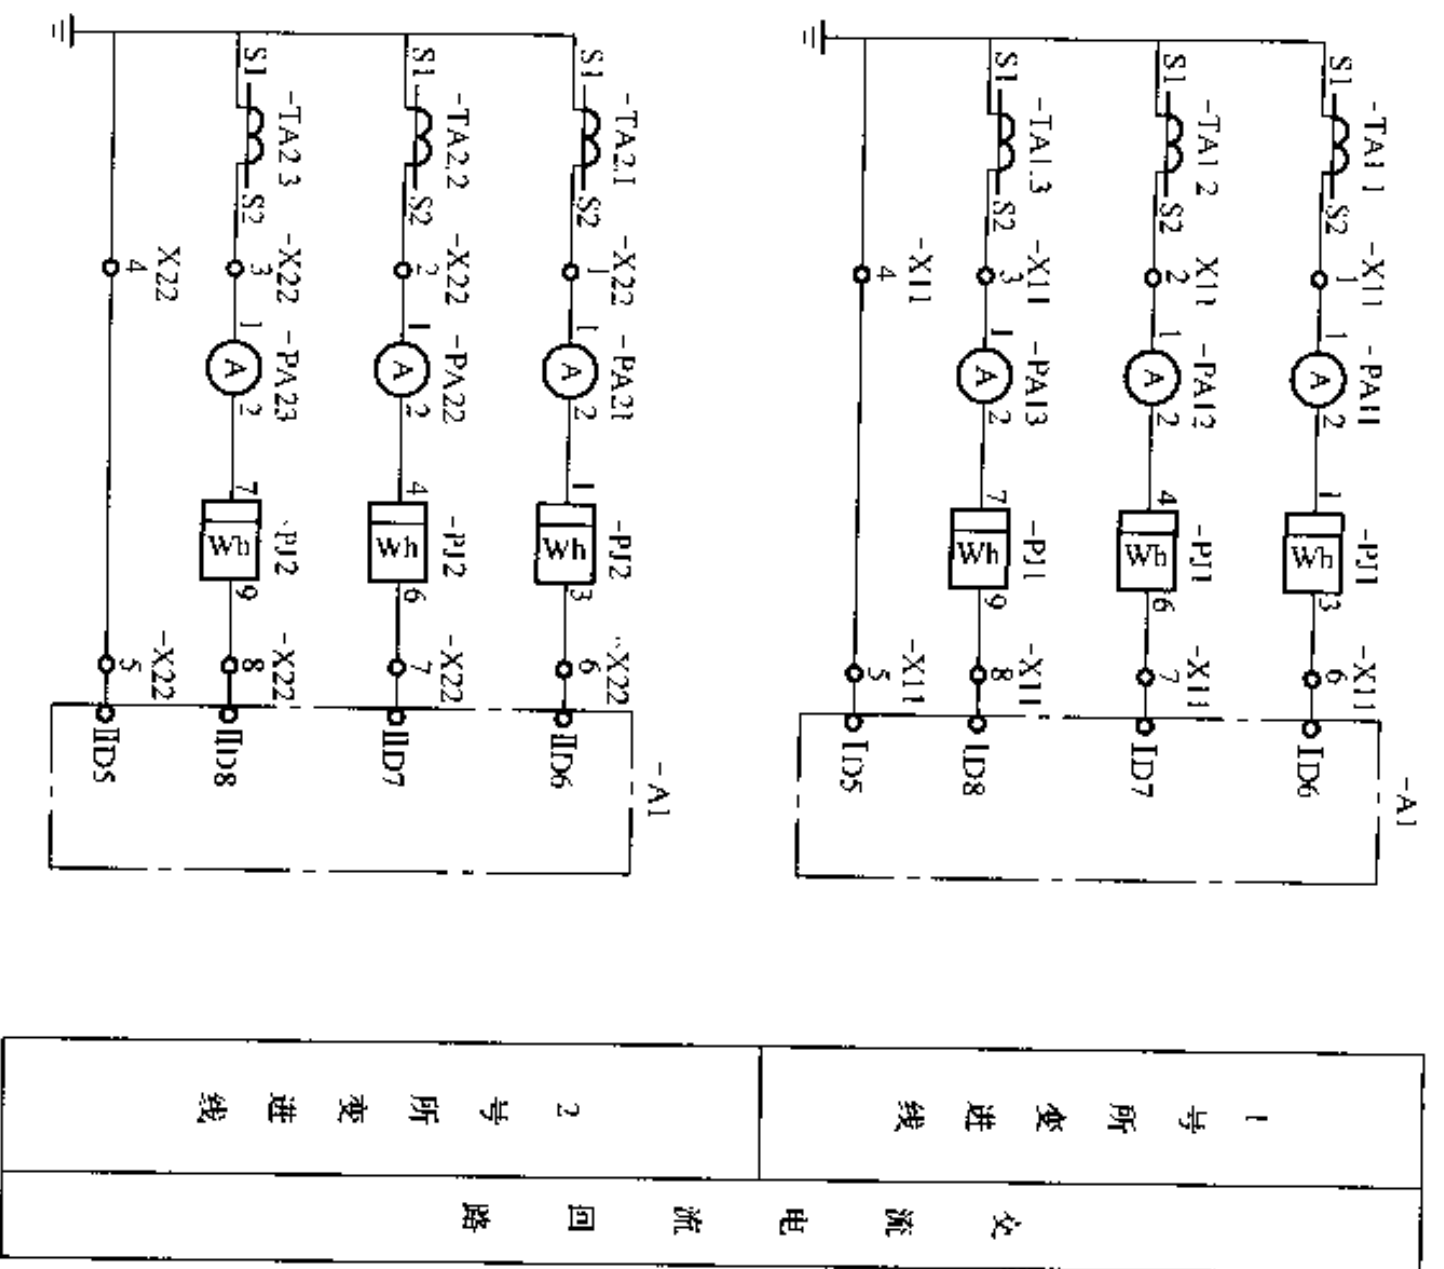 -A1
-TA1.1 -X11 -PA11 -PJ1 -X11
S1 S2 1 1 A 2 1 Wh 3 6 ID6
-TA1.2 X11 -PA12 -PJ1 -X11
S1 S2 2 1 A 2 4 Wh 6 7 ID7
-TA1.3 -X11 -PA13 -PJ1 -X11
S1 S2 3 1 A 2 7 Wh 9 8 ID8
-X11 -X11
4 5 ID5
1号所变进线
-A1
-TA2.1 -X22 -PA21 -PJ2 -X22
S1 S2 1 1 A 2 1 Wh 3 6 IID6
-TA2.2 -X22 -PA22 -PJ2 -X22
S1 S2 2 1 A 2 4 Wh 6 7 IID7
-TA2.3 -X22 -PA23 -PJ2 -X22
S1 S2 3 1 A 2 7 Wh 9 8 IID8
X22 -X22
4 5 IID5
2号所变进线
交流电流回路